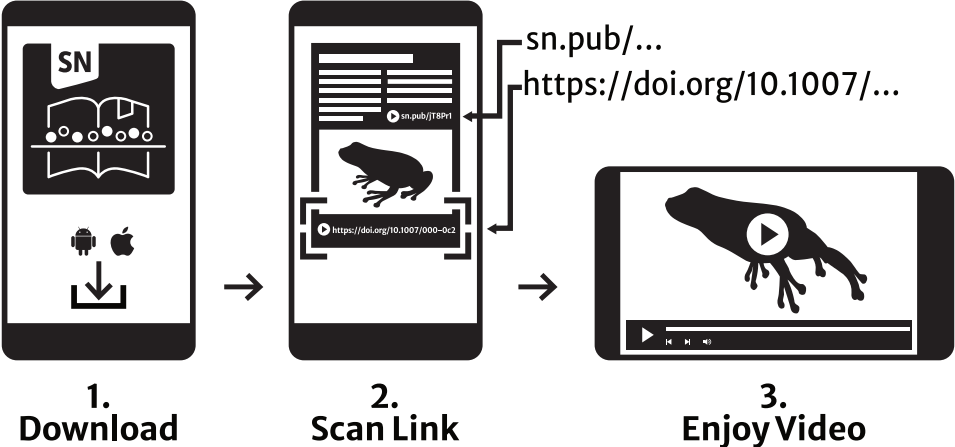 SN
sn.pub/jT8Pr1
https://doi.org/10.1007/000-0c2
sn.pub/...
https://doi.org/10.1007/...
1.
Download
2.
Scan Link
3.
Enjoy Video